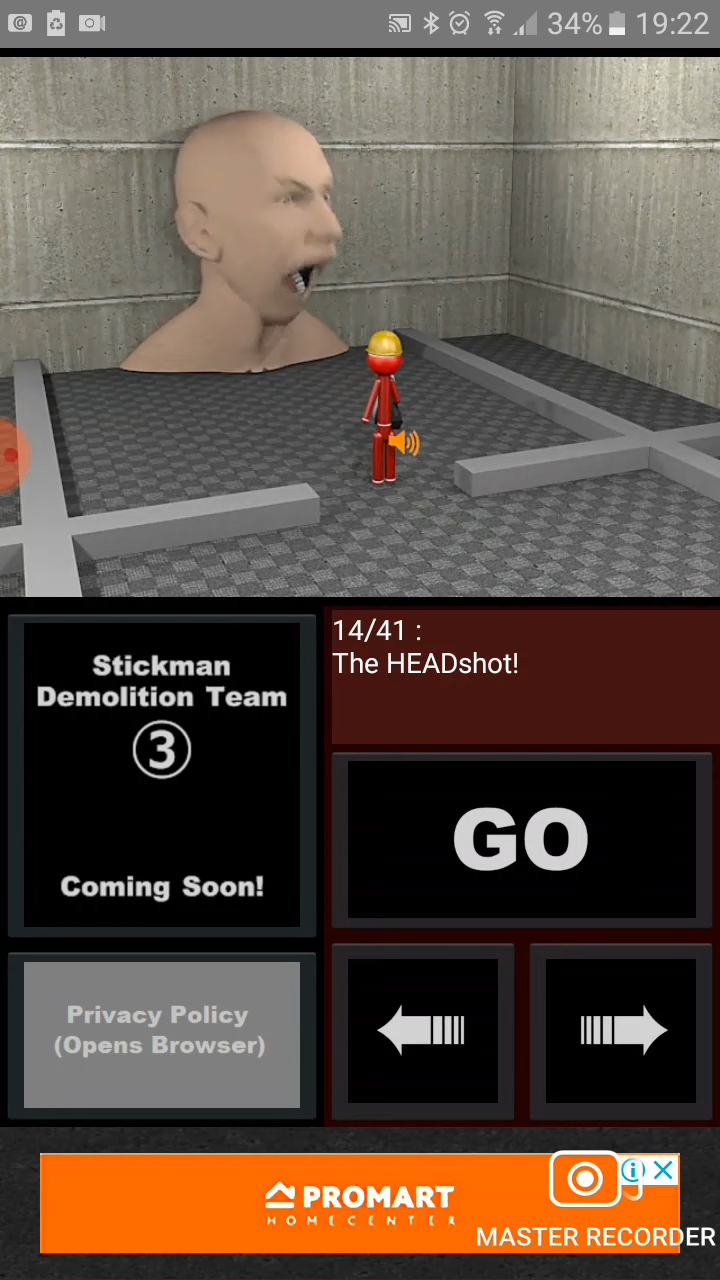 34% 19:22
14/41 :
The HEADshot!
Stickman
Demolition Team
3
Coming Soon!
GO
Privacy Policy
(Opens Browser)
PROMART
HOMECENTER
MASTER RECORDER